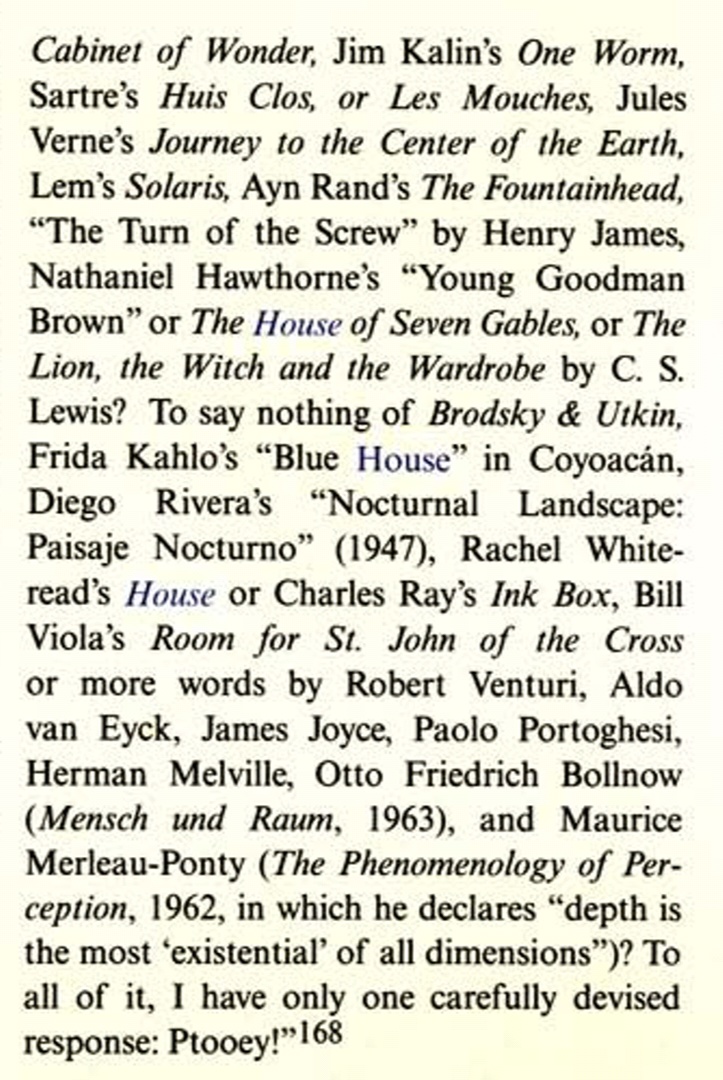 Cabinet of Wonder, Jim Kalin's One Worm,
Sartre's Huis Clos, or Les Mouches, Jules
Verne's Journey to the Center of the Earth,
Lem's Solaris, Ayn Rand's The Fountainhead,
“The Turn of the Screw” by Henry James,
Nathaniel Hawthorne's “Young Goodman
Brown” or The House of Seven Gables, or The
Lion, the Witch and the Wardrobe by C. S.
Lewis? To say nothing of Brodsky & Utkin,
Frida Kahlo's “Blue House” in Coyoacán,
Diego Rivera's “Nocturnal Landscape:
Paisaje Nocturno” (1947), Rachel White-
read's House or Charles Ray's Ink Box, Bill
Viola's Room for St. John of the Cross
or more words by Robert Venturi, Aldo
van Eyck, James Joyce, Paolo Portoghesi,
Herman Melville, Otto Friedrich Bollnow
(Mensch und Raum, 1963), and Maurice
Merleau-Ponty (The Phenomenology of Per-
ception, 1962, in which he declares “depth is
the most ‘existential’ of all dimensions”)? To
all of it, I have only one carefully devised
response: Ptooey!”168